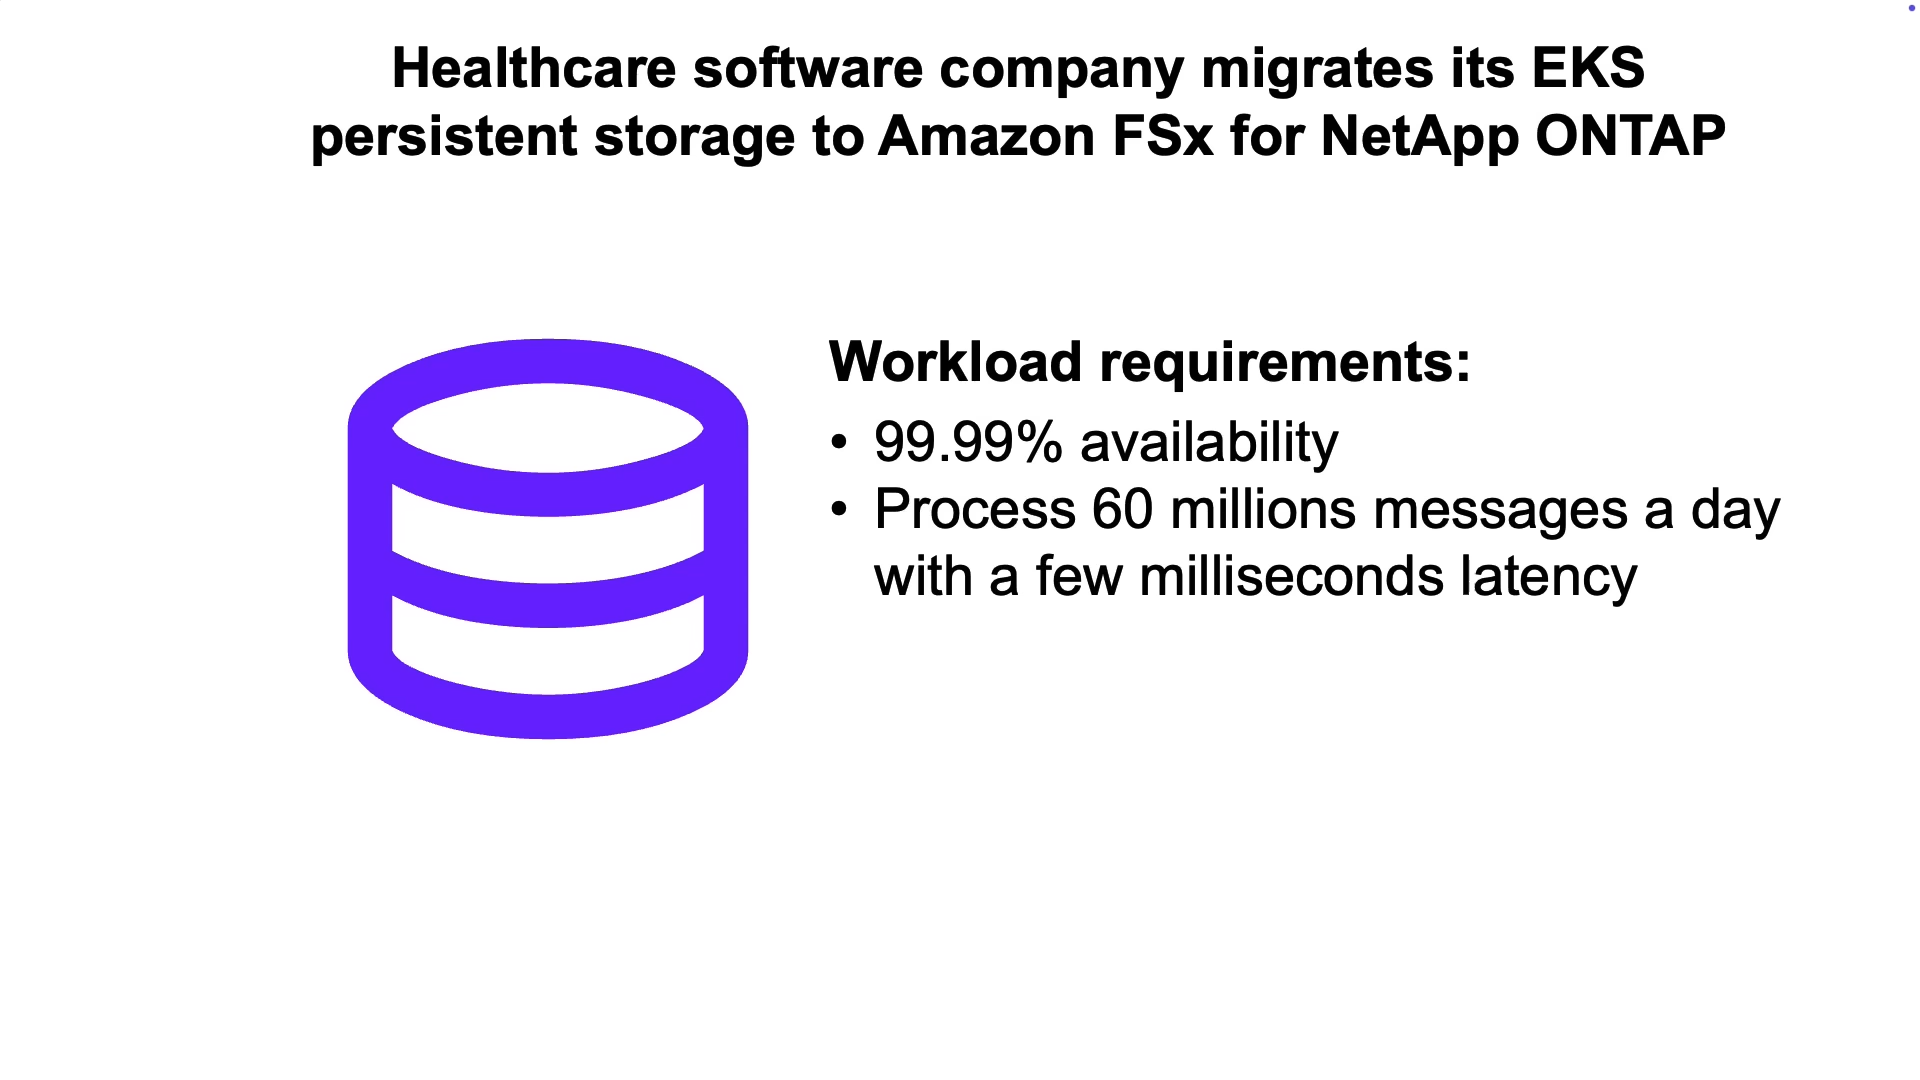 Healthcare software company migrates its EKS
persistent storage to Amazon FSx for NetApp ONTAP
Workload requirements:
• 99.99% availability
• Process 60 millions messages a day
with a few milliseconds latency